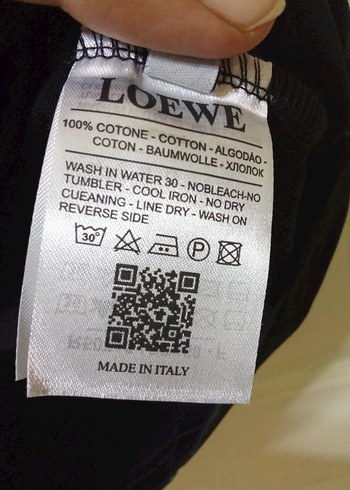 LOEWE
100% COTONE - COTTON - ALGODÃO -
COTON - BAUMWOLLE - ХЛОПОК
WASH IN WATER 30 - NOBLEACH-NO
TUMBLER - COOL IRON - NO DRY
CUEANING - LINE DRY - WASH ON
REVERSE SIDE
30°
P
MADE IN ITALY